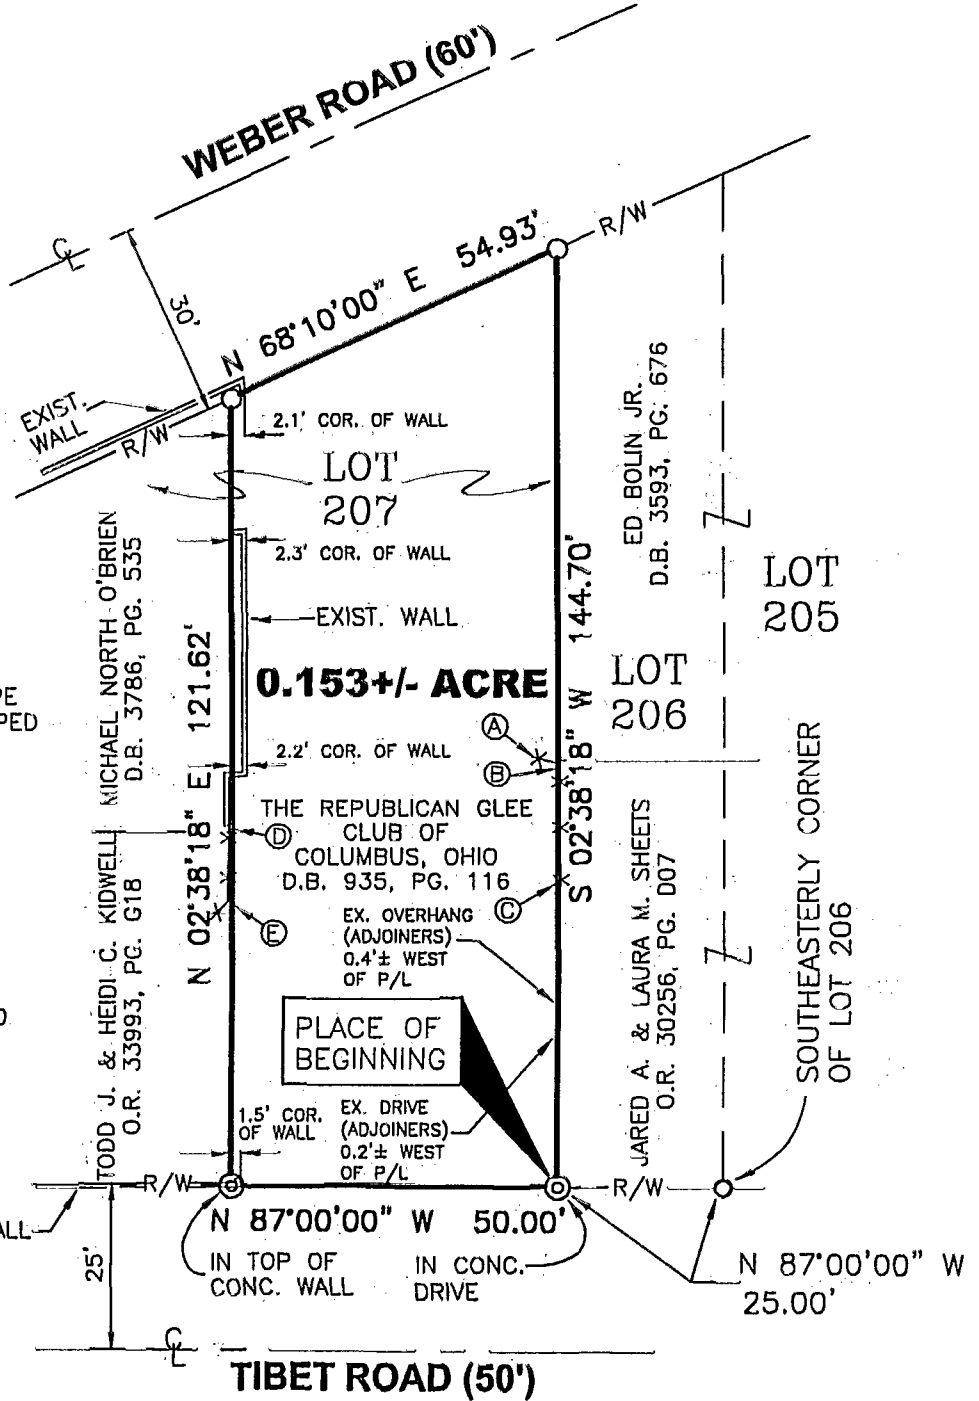 WEBER ROAD (60')
C L
30'
R/W
N 68°10'00" E 54.93'
EXIST.
WALL
R/W
2.1' COR. OF WALL
LOT
207
2.3' COR. OF WALL
EXIST. WALL
MICHAEL NORTH O'BRIEN
D.B. 3786, PG. 535
ED BOLIN JR.
D.B. 3593, PG. 676
LOT
205
N 02°38'18" E 121.62'
S 02°38'18" W 144.70'
0.153+/- ACRE
LOT
206
PED
A
2.2' COR. OF WALL
B
THE REPUBLICAN GLEE
CLUB OF
COLUMBUS, OHIO
D.B. 935, PG. 116
D
C
E
TODD J. & HEIDI C. KIDWELL
O.R. 33993, PG. G18
EX. OVERHANG
(ADJOINERS)
0.4'± WEST
OF P/L
JARED A. & LAURA M. SHEETS
O.R. 30256, PG. D07
SOUTHEASTERLY CORNER
OF LOT 206
PLACE OF
BEGINNING
1.5' COR.
OF WALL
EX. DRIVE
(ADJOINERS)
0.2'± WEST
OF P/L
R/W
R/W
ALL
N 87°00'00" W 50.00'
IN TOP OF
CONC. WALL
IN CONC.
DRIVE
N 87°00'00" W
25.00'
25'
C L
TIBET ROAD (50')